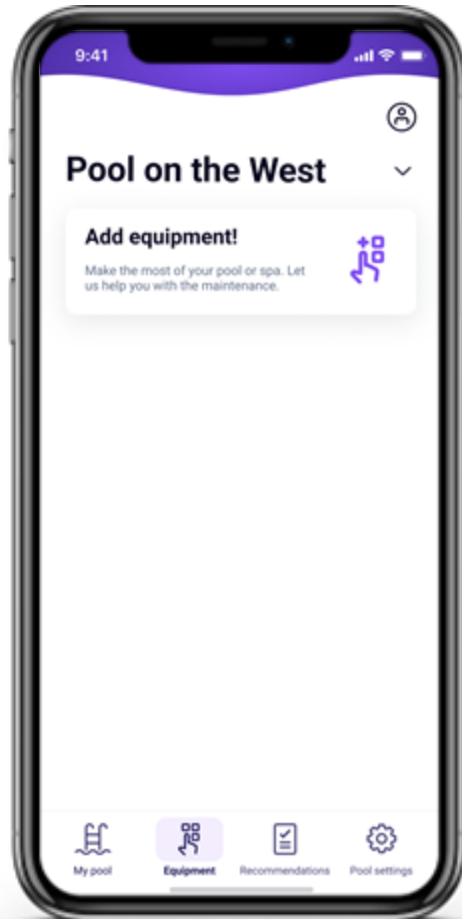 9:41
Pool on the West
Add equipment!
Make the most of your pool or spa. Let
us help you with the maintenance.
My pool
Equipment
Recommendations
Pool settings